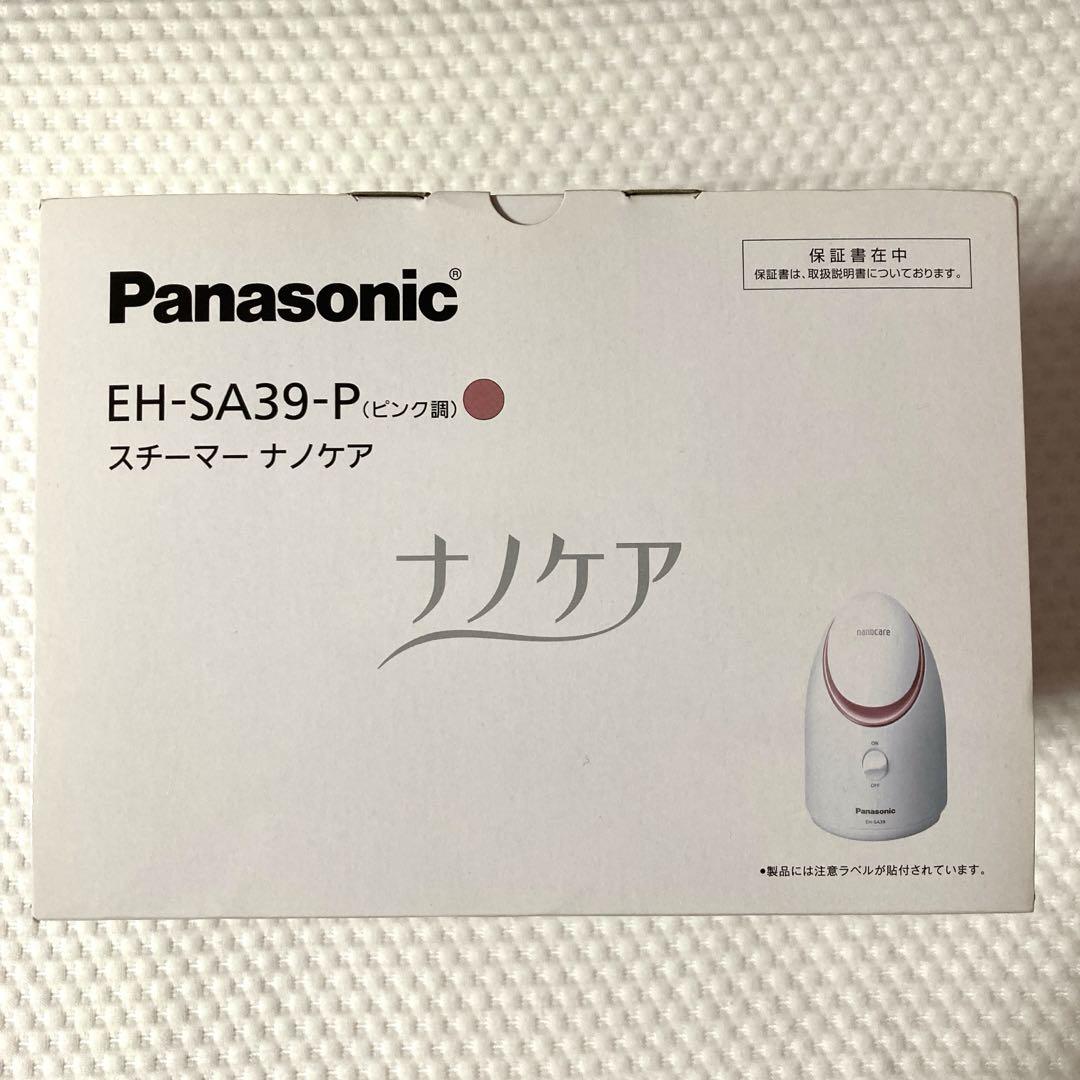 保証書在中
保証書は、取扱説明書についております。
Panasonic®
EH-SA39-P(ピンク調)
スチーマー ナノケア
ナノケア
nanocare
ON
OFF
Panasonic
EH-SA39
●製品には注意ラベルが貼付されています。